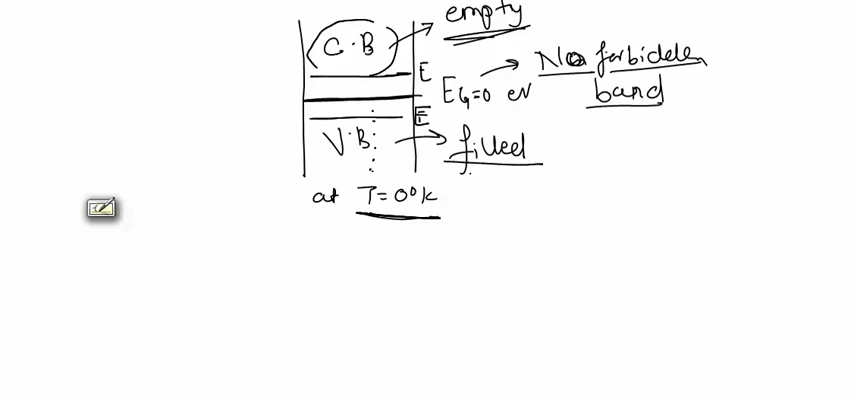 empty
C.B
E
No forbidden
EG=0 eV
band
E
V.B
filled
at T=0°K